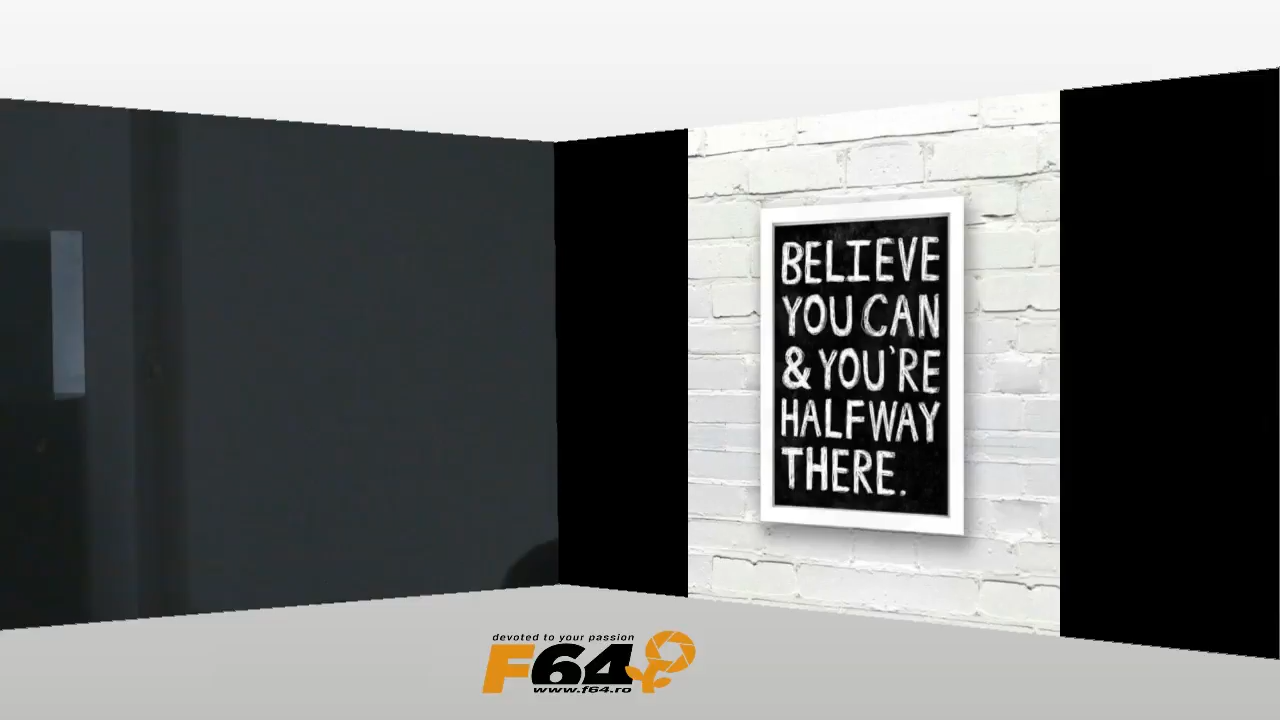 BELIEVE
YOU CAN
& YOU'RE
HALFWAY
THERE.
devoted to your passion
F64
www.f64.ro